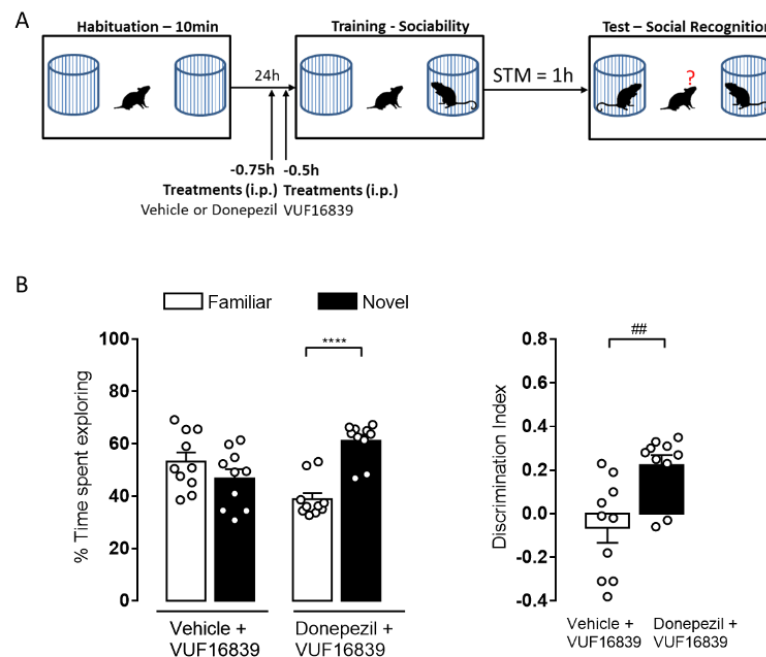 A
Habituation – 10min
Training - Sociability
Test – Social Recognition
24h
STM = 1h
?
-0.75h
-0.5h
Treatments (i.p.)
Treatments (i.p.)
Vehicle or Donepezil
VUF16839
B
Familiar
Novel
% Time spent exploring
100
80
60
40
20
0
****
Vehicle +
VUF16839
Donepezil +
VUF16839
Discrimination Index
0.8
0.6
0.4
0.2
0.0
-0.2
-0.4
##
Vehicle +
VUF16839
Donepezil +
VUF16839